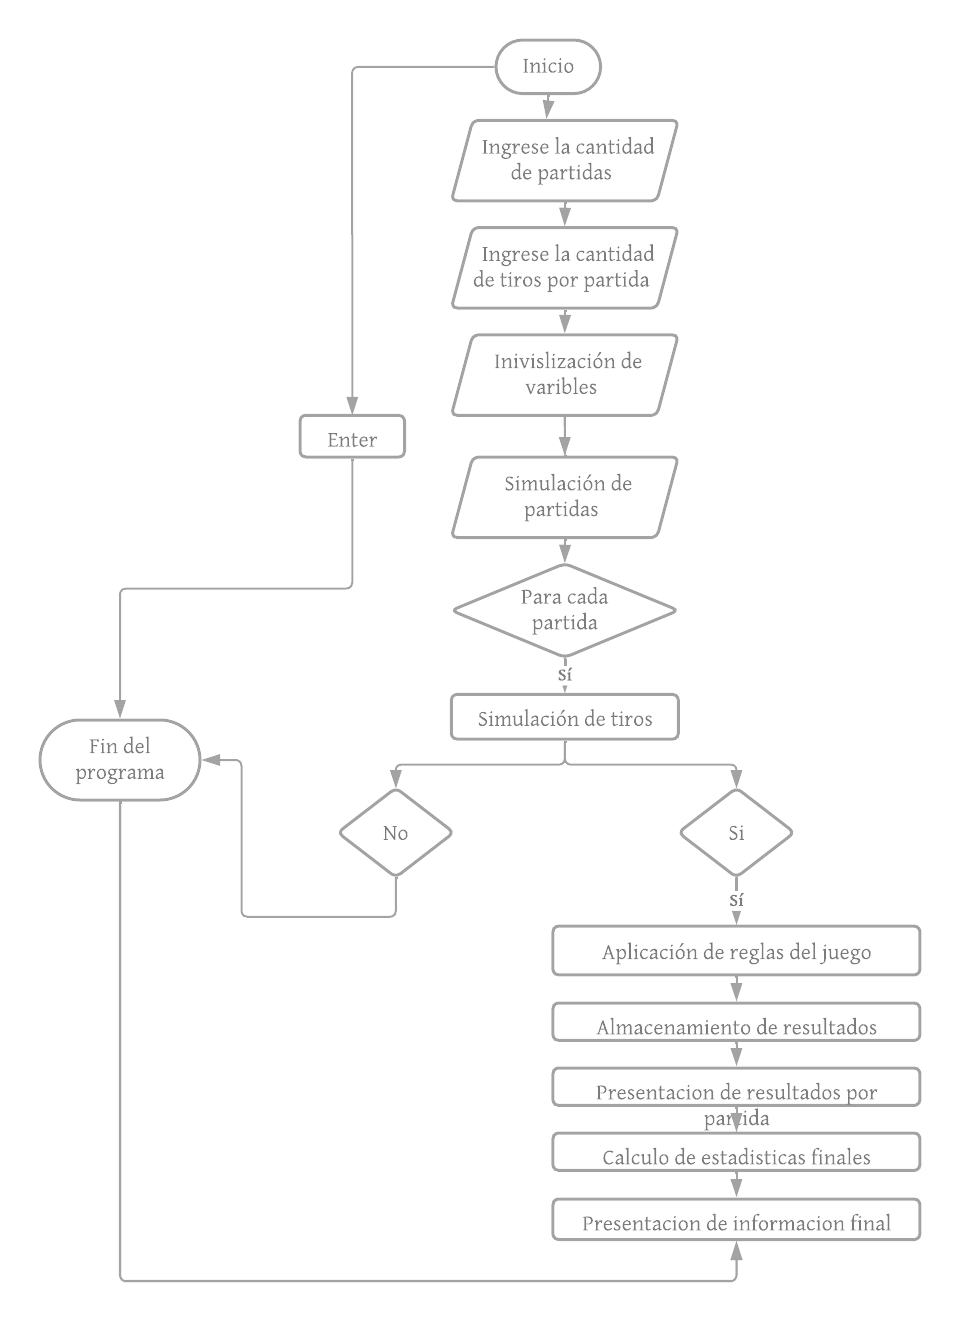 Inicio
Ingrese la cantidad
de partidas
Ingrese la cantidad
de tiros por partida
Inivislización de
varibles
Enter
Simulación de
partidas
Para cada
partida
Sí
Simulación de tiros
Fin del
programa
No
Si
Sí
Aplicación de reglas del juego
Almacenamiento de resultados
Presentacion de resultados por
partida
Calculo de estadisticas finales
Presentacion de informacion final